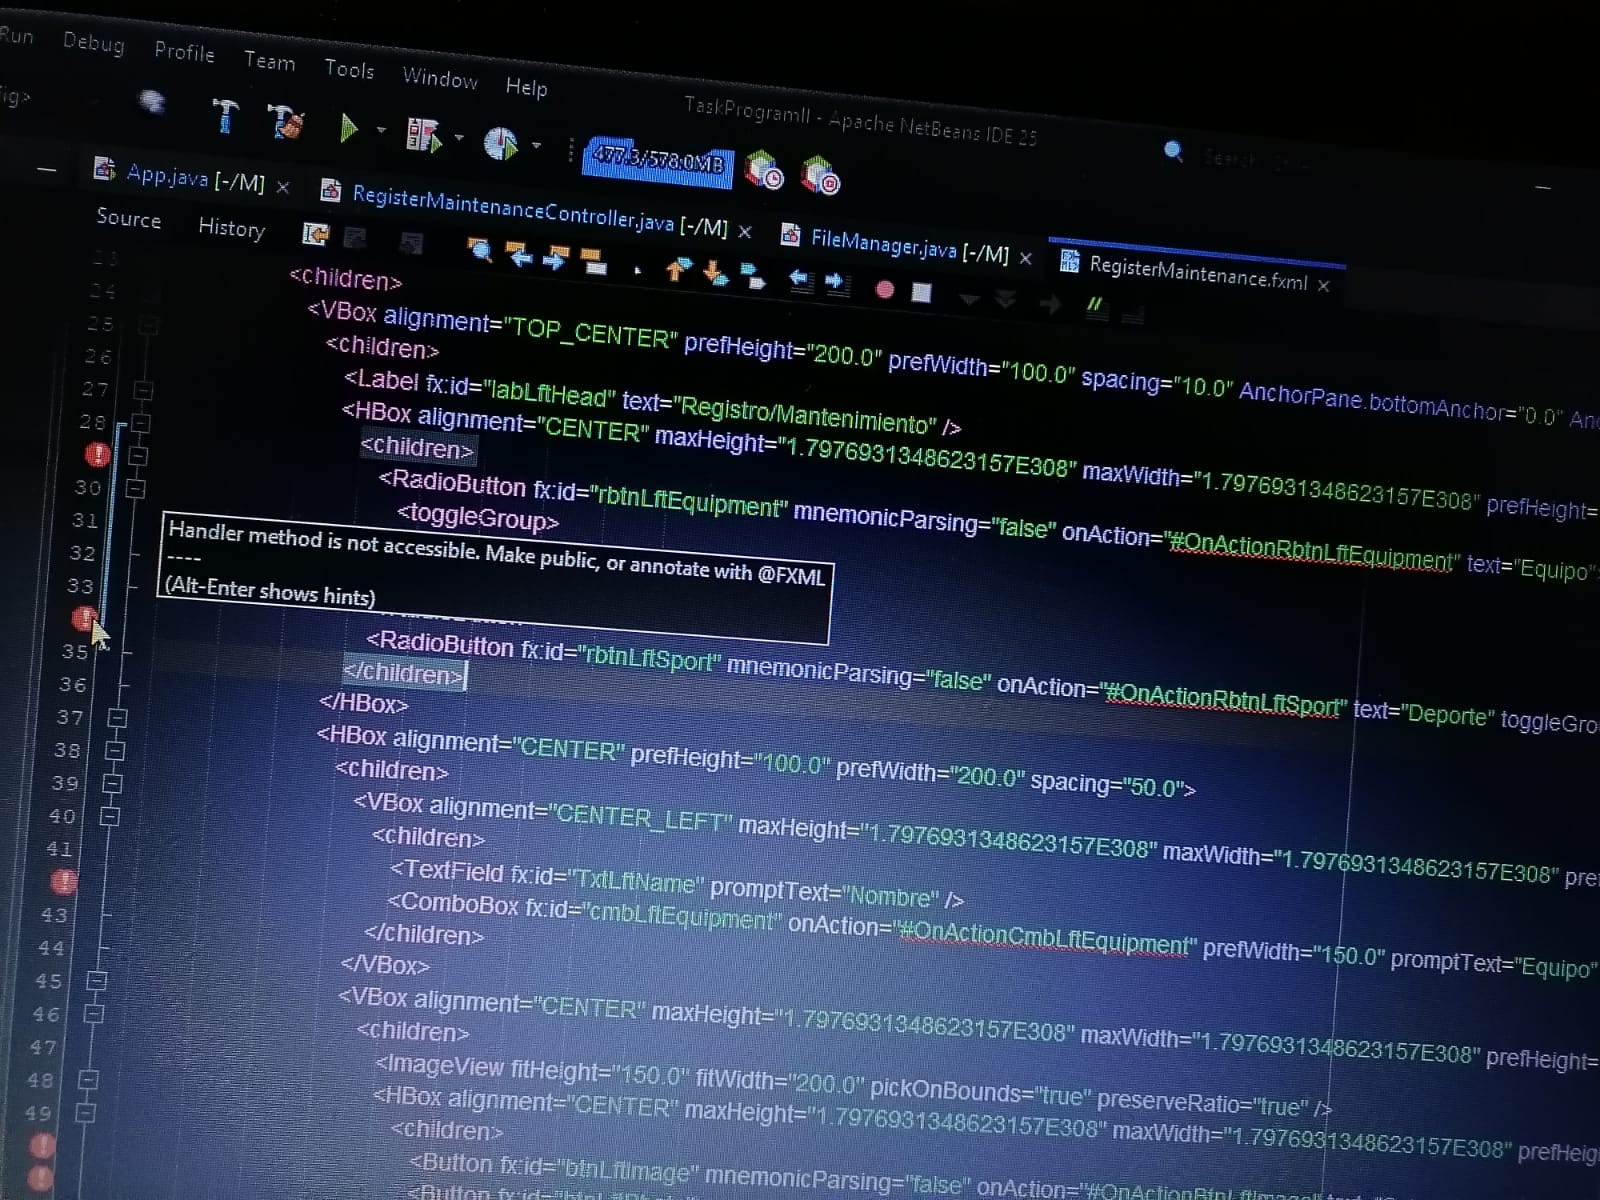 Run Debug Profile Team Tools Window Help
TaskProgramII - Apache NetBeans IDE 25
477.3/578.0MB
App.java [-/M]
RegisterMaintenanceController.java [-/M]
FileManager.java [-/M]
RegisterMaintenance.fxml
Source History
23
24 <children>
25 <VBox alignment="TOP_CENTER" prefHeight="200.0" prefWidth="100.0" spacing="10.0" AnchorPane.bottomAnchor="0.0"
26 <children>
27 <Label fx:id="labLftHead" text="Registro/Mantenimiento" />
28 <HBox alignment="CENTER" maxHeight="1.7976931348623157E308" maxWidth="1.7976931348623157E308" prefHeight=
<children>
30 <RadioButton fx:id="rbtnLftEquipment" mnemonicParsing="false" onAction="#OnActionRbtnLftEquipment" text="Equipo">
31 <toggleGroup>
32
33
Handler method is not accessible. Make public, or annotate with @FXML
----
(Alt-Enter shows hints)
<RadioButton fx:id="rbtnLftSport" mnemonicParsing="false" onAction="#OnActionRbtnLftSport" text="Deporte"
35 </children>
36 </HBox>
37 <HBox alignment="CENTER" prefHeight="100.0" prefWidth="200.0" spacing="50.0">
38 <children>
39 <VBox alignment="CENTER_LEFT" maxHeight="1.7976931348623157E308" maxWidth="1.7976931348623157E308"
40 <children>
41 <TextField fx:id="TxtLftName" promptText="Nombre" />
<ComboBox fx:id="cmbLftEquipment" onAction="#OnActionCmbLftEquipment" prefWidth="150.0" promptText="Equipo"
43 </children>
44 </VBox>
45 <VBox alignment="CENTER" maxHeight="1.7976931348623157E308" maxWidth="1.7976931348623157E308" prefHeight=
46 <children>
47 <ImageView fitHeight="150.0" fitWidth="200.0" pickOnBounds="true" preserveRatio="true" />
48 <HBox alignment="CENTER" maxHeight="1.7976931348623157E308" maxWidth="1.7976931348623157E308"
49 <children>
<Button fx:id="btnLftImage" mnemonicParsing="false" onAction="#OnActionBtnLftImage"
<Button